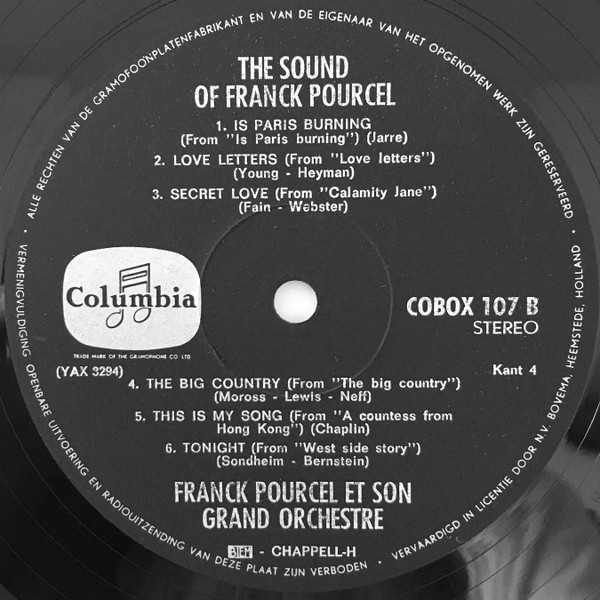 ALLE RECHTEN VAN DE GRAMOFOONPLATENFABRIKANT EN VAN DE EIGENAAR VAN HET OPGENOMEN WERK ZIJN GERESERVEERD
THE SOUND
OF FRANCK POURCEL
1. IS PARIS BURNING
(From "Is Paris burning") (Jarre)
2. LOVE LETTERS (From "Love letters")
(Young - Heyman)
3. SECRET LOVE (From "Calamity Jane")
(Fain - Webster)
Columbia
TRADE MARK OF THE GRAMOPHONE CO LTD
(YAX 3294)
COBOX 107 B
STEREO
Kant 4
4. THE BIG COUNTRY (From "The big country")
(Moross - Lewis - Neff)
5. THIS IS MY SONG (From "A countess from
Hong Kong") (Chaplin)
6. TONIGHT (From "West side story")
(Sondheim - Bernstein)
FRANCK POURCEL ET SON
GRAND ORCHESTRE
BIEM - CHAPPELL-H
VERMENIGVULDIGING OPENBARE UITVOERING EN RADIOUITZENDING VAN DEZE PLAAT ZIJN VERBODEN • VERVAARDIGD IN LICENTIE DOOR N.V. BOVEMA, HEEMSTEDE, HOLLAND